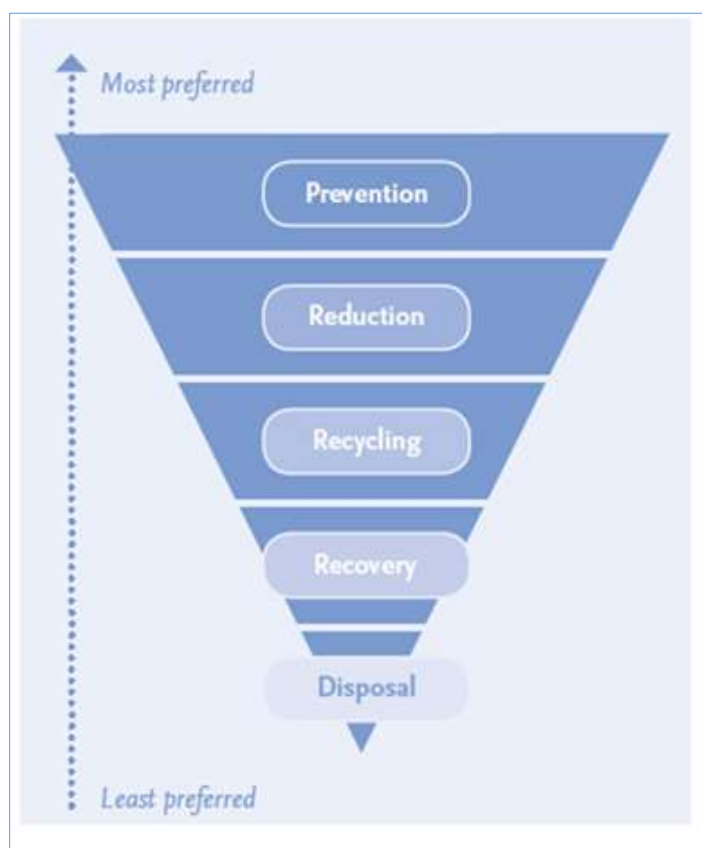 Most preferred
Prevention
Reduction
Recycling
Recovery
Disposal
Least preferred